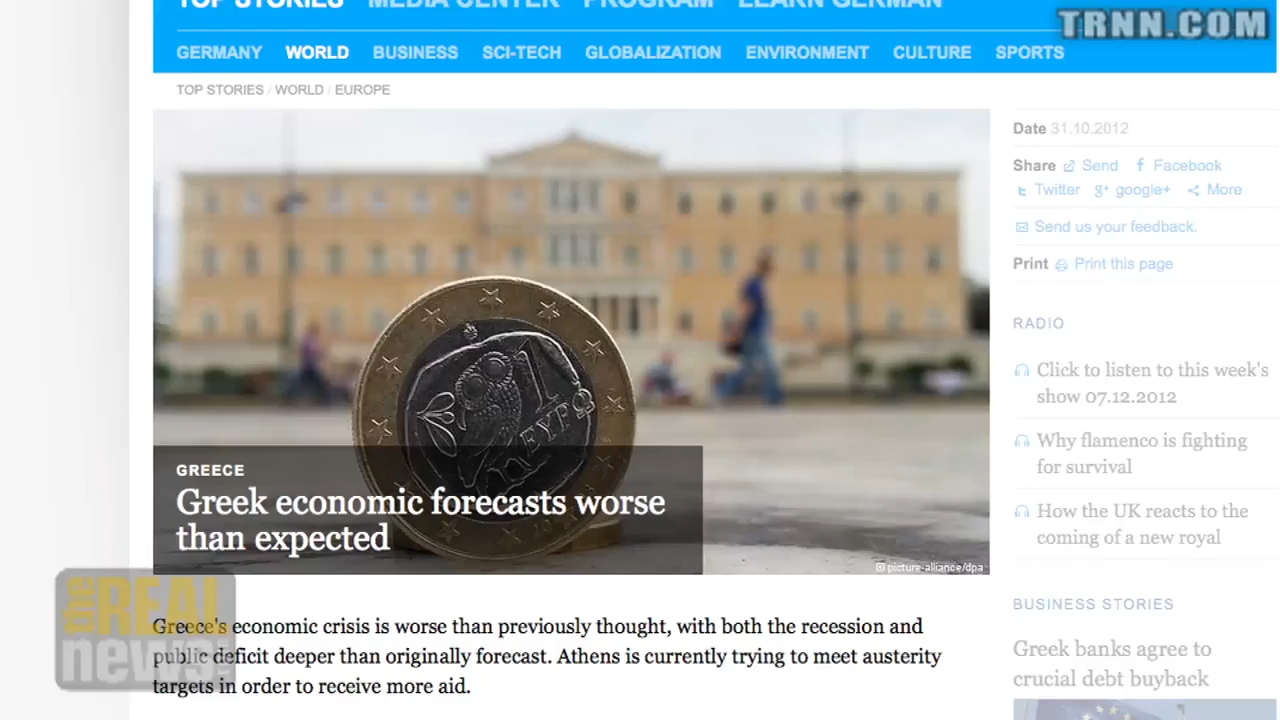 TOP STORIES MEDIA CENTER PROGRAM LEARN GERMAN
TRNN.COM
GERMANY WORLD BUSINESS SCI-TECH GLOBALIZATION ENVIRONMENT CULTURE SPORTS
TOP STORIES / WORLD / EUROPE
Date 31.10.2012
Share Send Facebook
Twitter google+ More
Send us your feedback.
Print Print this page
RADIO
Click to listen to this week's
show 07.12.2012
Why flamenco is fighting
for survival
How the UK reacts to the
coming of a new royal
BUSINESS STORIES
Greek banks agree to
crucial debt buyback
1
ΕΥΡΩ
GREECE
Greek economic forecasts worse
than expected
picture-alliance/dpa
Greece's economic crisis is worse than previously thought, with both the recession and
public deficit deeper than originally forecast. Athens is currently trying to meet austerity
targets in order to receive more aid.
the REAL
news.